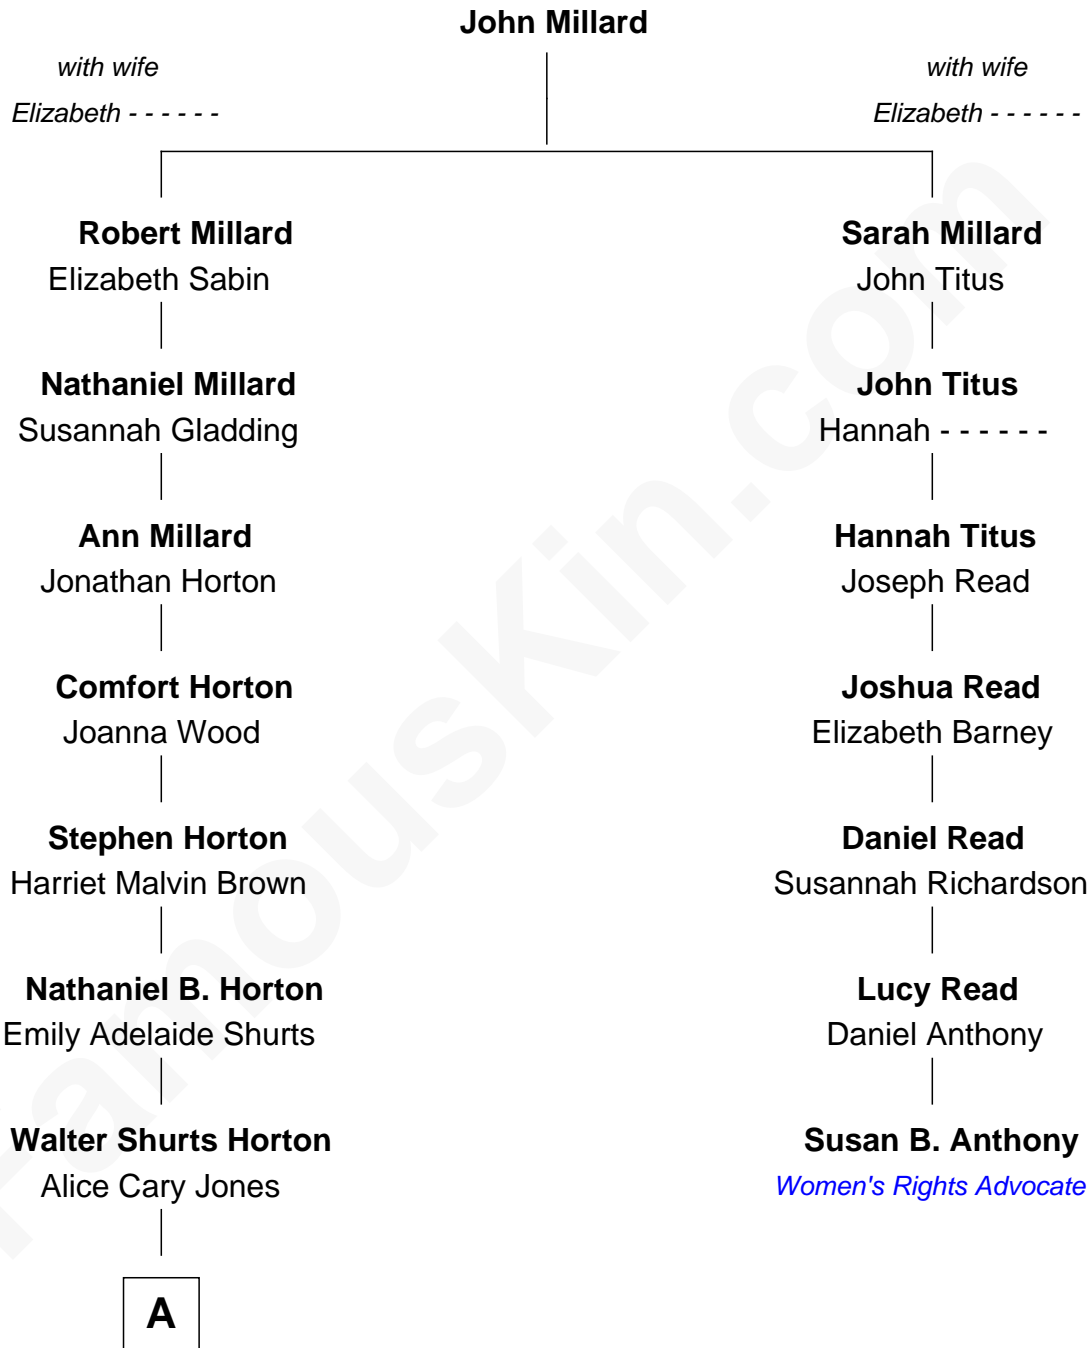 John Millard
with wife
Elizabeth - - - - - -
with wife
Elizabeth - - - - - -
Robert Millard
Elizabeth Sabin
Sarah Millard
John Titus
Nathaniel Millard
Susannah Gladding
John Titus
Hannah - - - - - -
Ann Millard
Jonathan Horton
Hannah Titus
Joseph Read
Comfort Horton
Joanna Wood
Joshua Read
Elizabeth Barney
Stephen Horton
Harriet Malvin Brown
Daniel Read
Susannah Richardson
Nathaniel B. Horton
Emily Adelaide Shurts
Lucy Read
Daniel Anthony
Walter Shurts Horton
Alice Cary Jones
Susan B. Anthony
Women's Rights Advocate
A
FamousKin.com